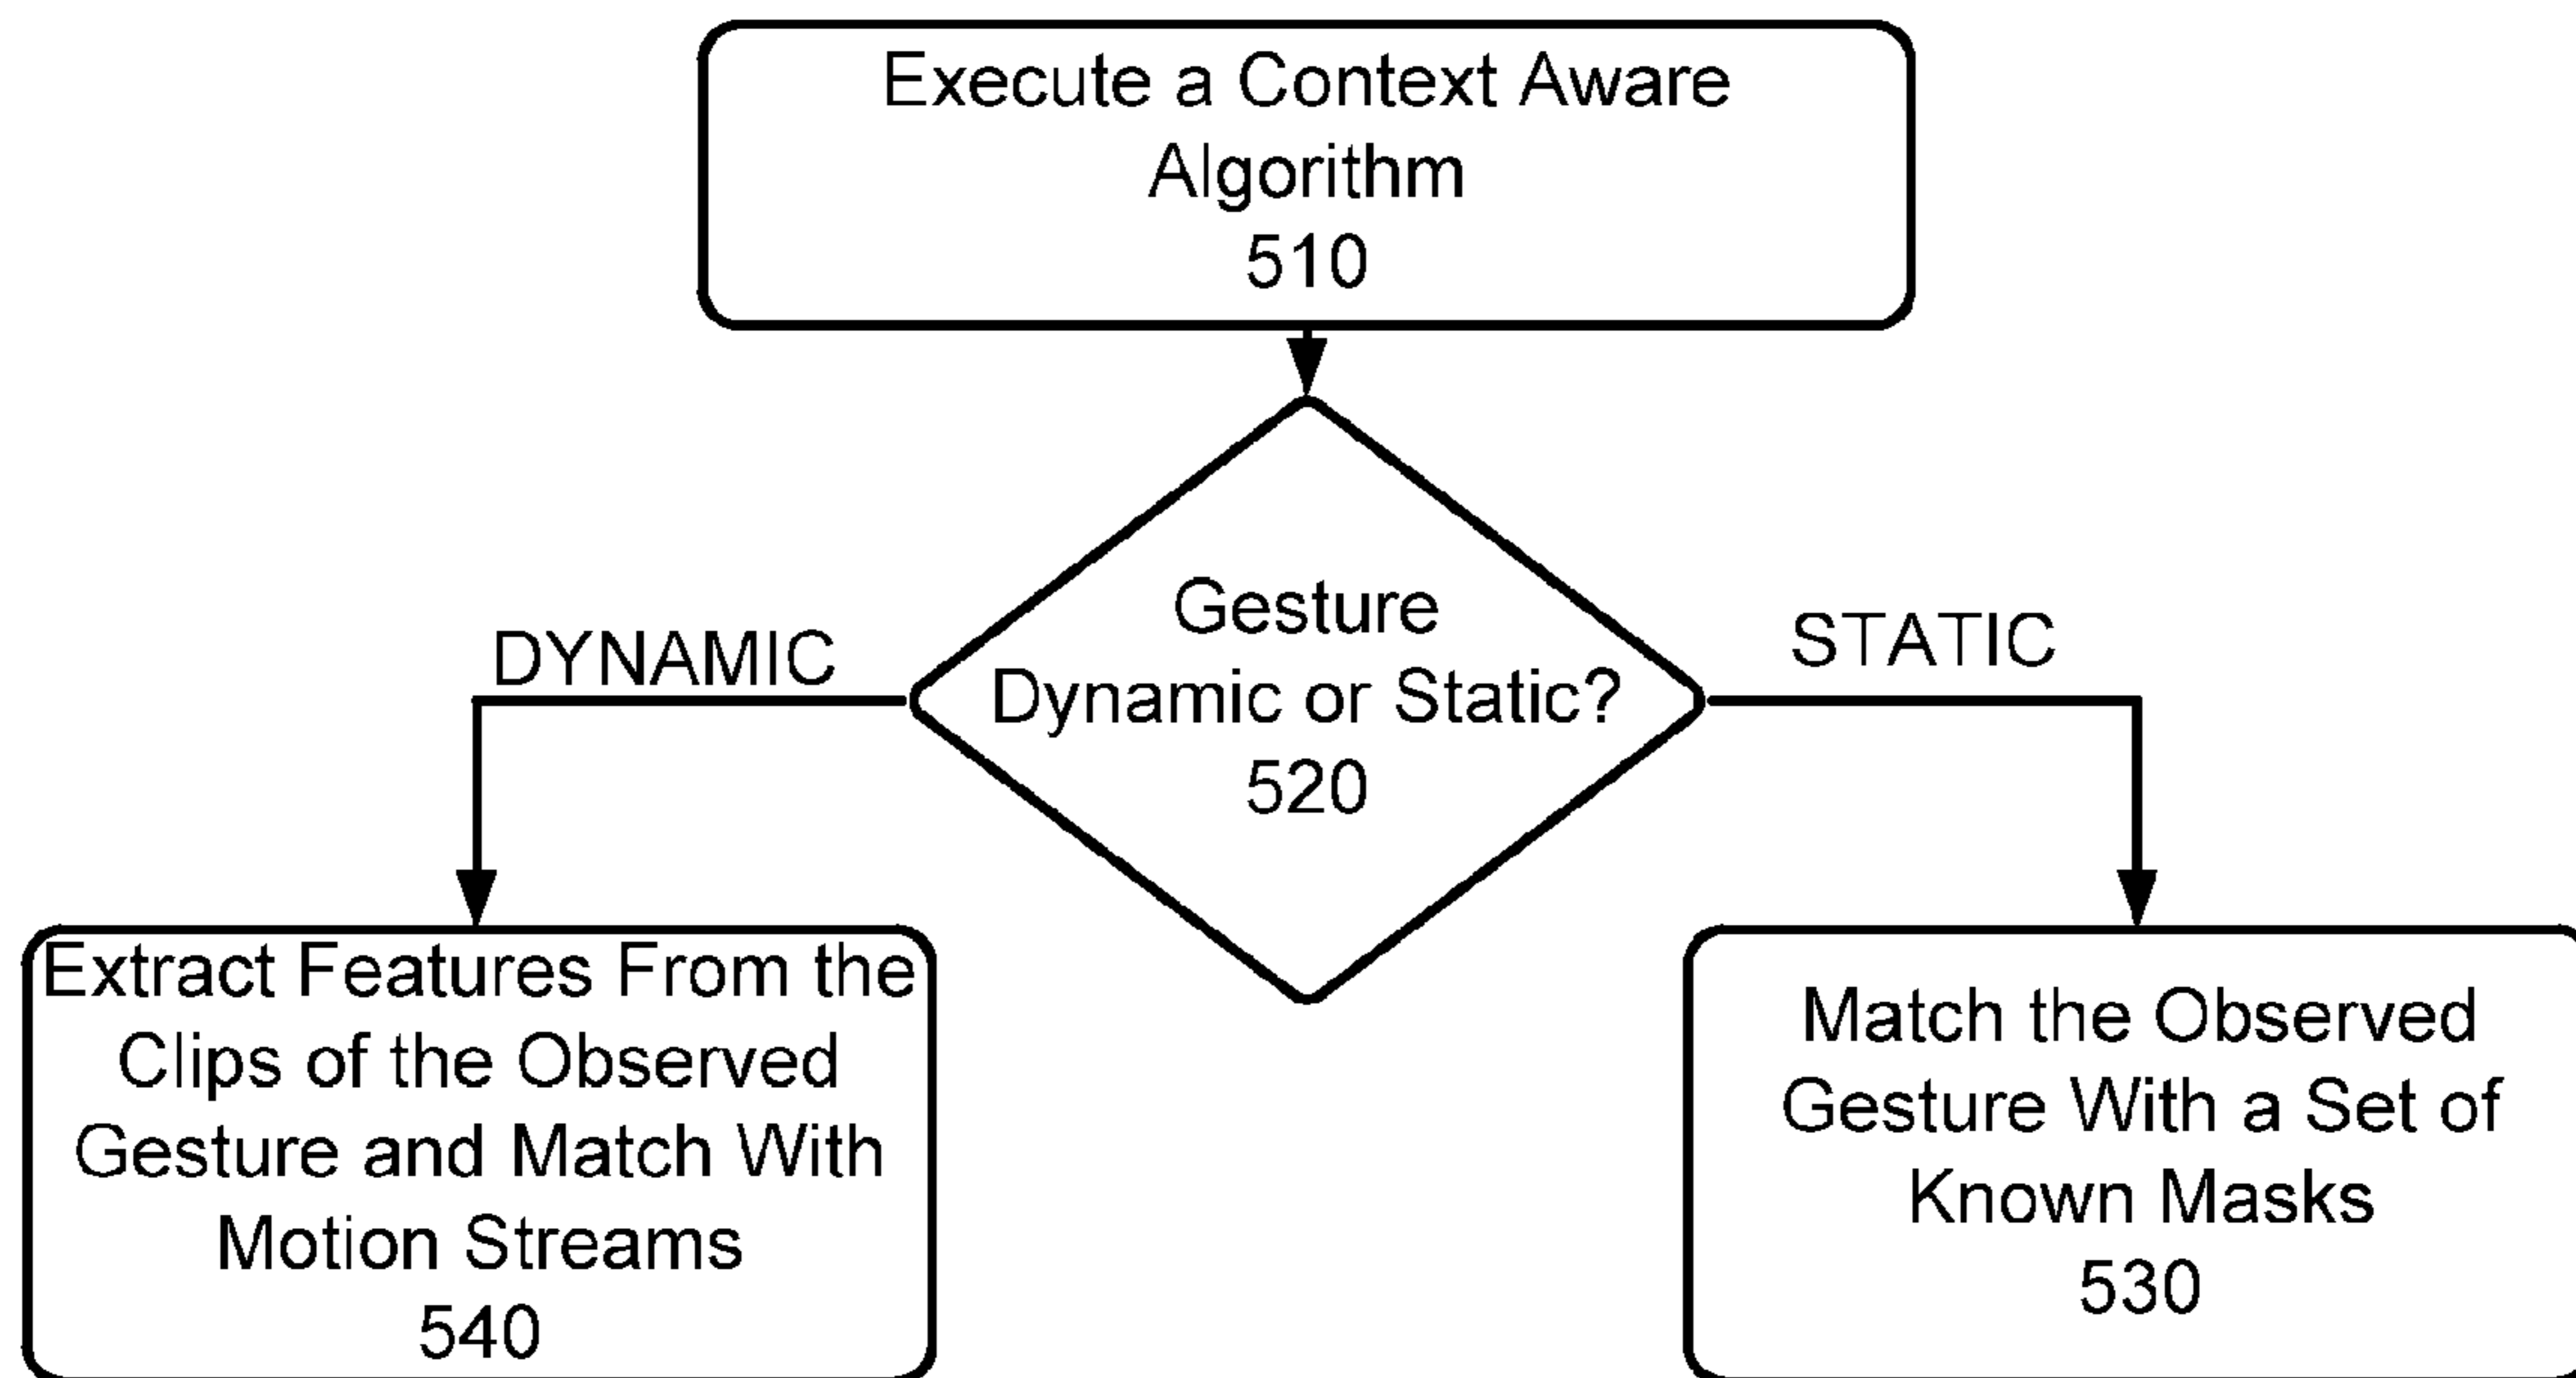 Execute a Context Aware
Algorithm
510
Gesture
Dynamic or Static?
520
DYNAMIC
STATIC
Extract Features From the
Clips of the Observed
Gesture and Match With
Motion Streams
540
Match the Observed
Gesture With a Set of
Known Masks
530